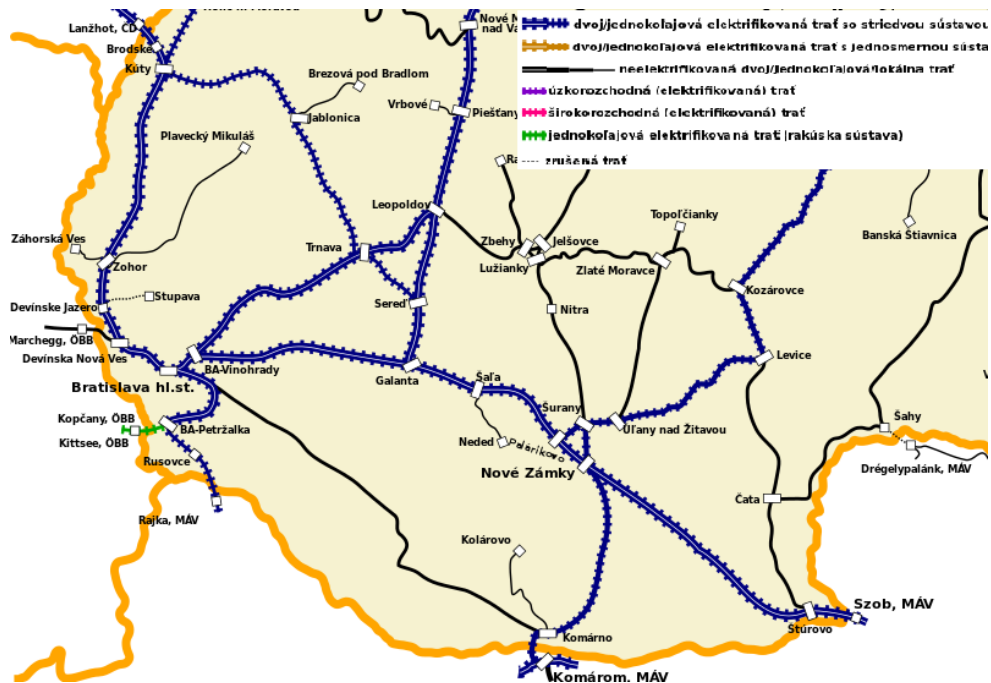 Lanžhot, ČD
Brodské
Kúty
Brezová pod Bradlom
Vrbové
Piešťany
Jablonica
Plavecký Mikuláš
dvoj/jednokoľajová elektrifikovaná trať so striedvou sústavou
dvoj/jednokoľajová elektrifikovaná trať s jednosmernou
neelektrifikovaná dvoj/jednokoľajová/lokálna trať
úzkorozchodná (elektrifikovaná) trať
širokorozchodná (elektrifikovaná) trať
jednokoľajová elektrifikovaná trať (rakúska sústava)
zrušená trať
Leopoldov
Topoľčianky
Banská Štiavnica
Záhorská Ves
Zohor
Trnava
Zbehy
Jelšovce
Lužianky
Zlaté Moravce
Kozárovce
Devínske Jazero
Stupava
Sereď
Nitra
Marchegg, ÖBB
Devínska Nová Ves
BA-Vinohrady
Levice
Bratislava hl.st.
Galanta
Šaľa
Šurany
Úľany nad Žitavou
Šahy
Kopčany, ÖBB
Kittsee, ÖBB
BA-Petržalka
Neded
Palárikovo
Rusovce
Nové Zámky
Drégelypalánk, MÁV
Čata
Rajka, MÁV
Kolárovo
Szob, MÁV
Štúrovo
Komárno
Komárom, MÁV